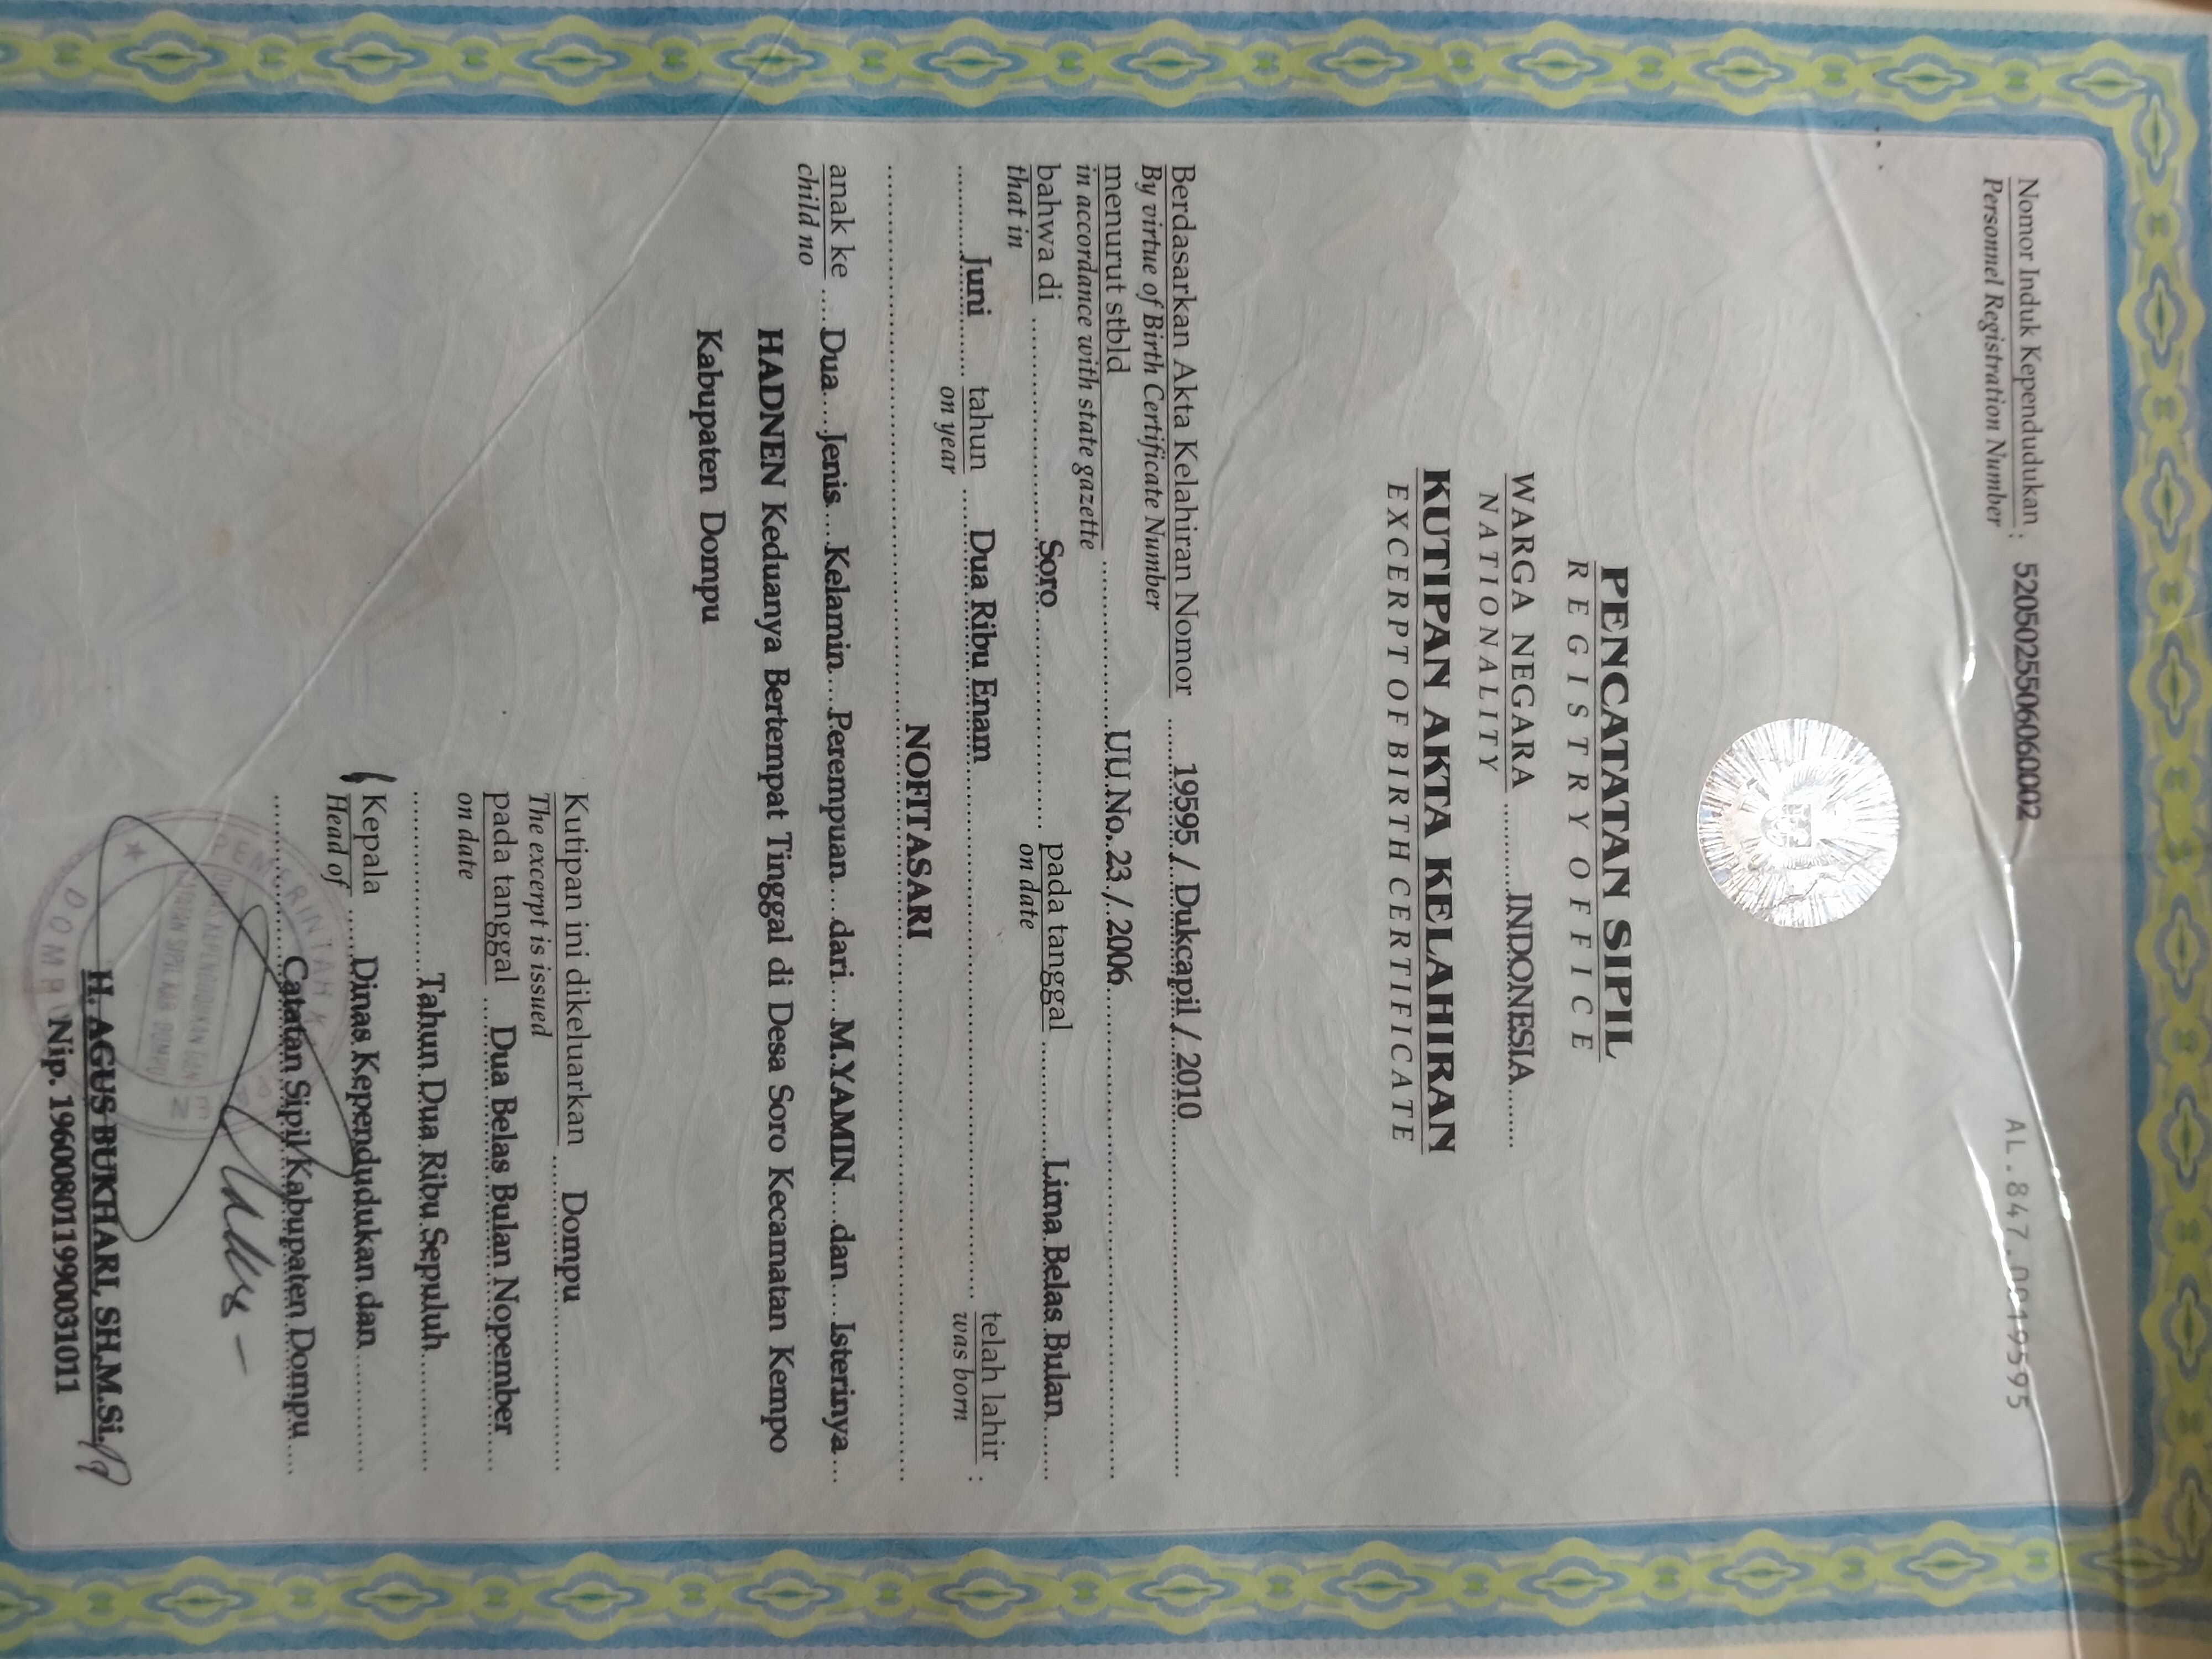 Nomor Induk Kependudukan : 5205025506060002
Personnel Registration Number
AL.847.0019595
PENCATATAN SIPIL
REGISTRY OFFICE
WARGA NEGARA ........ INDONESIA ......
NATIONALITY
KUTIPAN AKTA KELAHIRAN
EXCERPT OF BIRTH CERTIFICATE
Berdasarkan Akta Kelahiran Nomor ...... 19595 / Dukcapil / 2010
By virtue of Birth Certificate Number
menurut stbld ...... UU.No. 23 / 2006
in accordance with state gazette
bahwa di ...... Soro ...... pada tanggal ...... Lima Belas Bulan
that in on date
...... Juni ...... tahun ...... Dua Ribu Enam ...... telah lahir :
on year was born
NOFITASARI
anak ke .... Dua .... Jenis .... Kelamin .... Perempuan .... dari .... M.YAMIN .... dan .... Isterinya
child no
HADNEN Keduanya Bertempat Tinggal di Desa Soro Kecamatan Kempo
Kabupaten Dompu
Kutipan ini dikeluarkan ...... Dompu
The excerpt is issued
pada tanggal .... Dua Belas Bulan Nopember
on date
Tahun Dua Ribu Sepuluh
Kepala ...... Dinas Kependudukan dan
Head of
Catatan Sipil Kabupaten Dompu
DOMPU
H. AGUS BUKHARI, SH.M.Si.
Nip. 196008011990031011